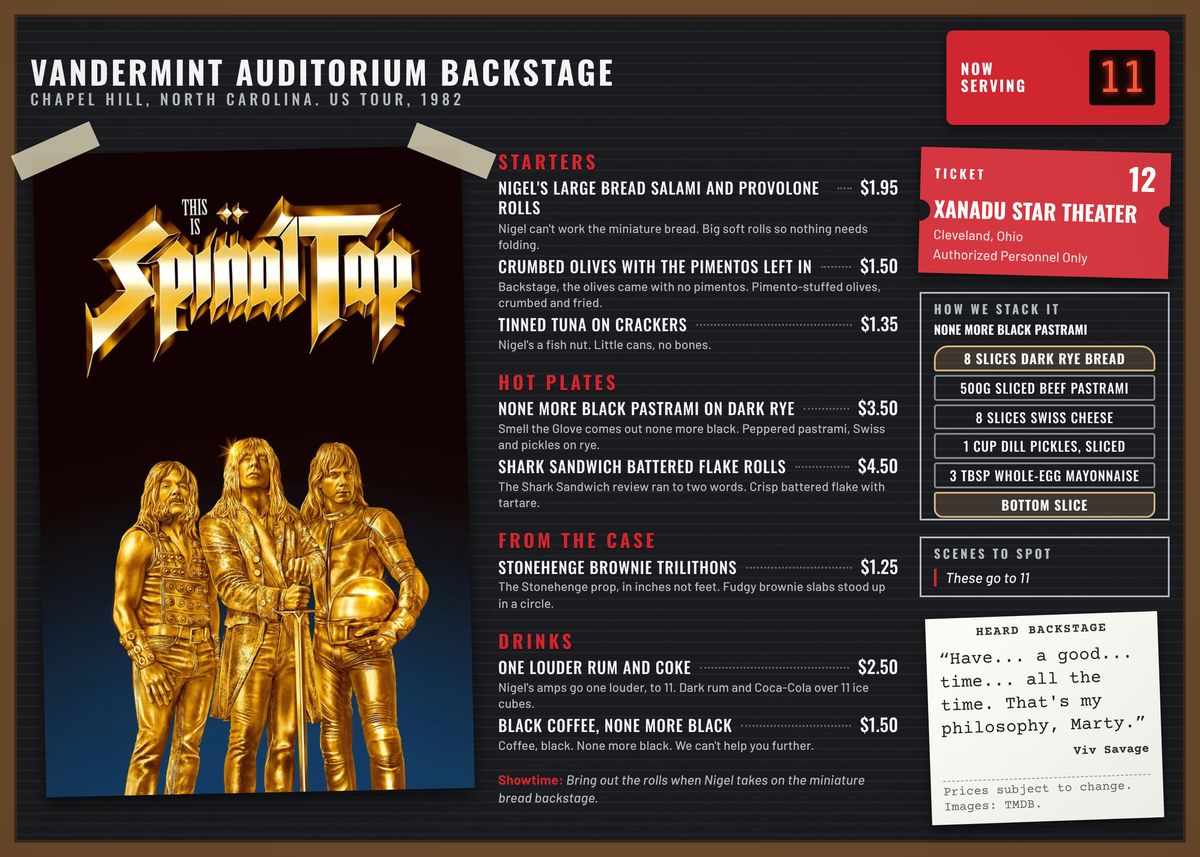 VANDERMINT AUDITORIUM BACKSTAGE
CHAPEL HILL, NORTH CAROLINA. US TOUR, 1982
NOW
SERVING
11
THIS
IS
Spın̈al Tap
STARTERS
NIGEL'S LARGE BREAD SALAMI AND PROVOLONE ROLLS $1.95
Nigel can't work the miniature bread. Big soft rolls so nothing needs
folding.
CRUMBED OLIVES WITH THE PIMENTOS LEFT IN $1.50
Backstage, the olives came with no pimentos. Pimento-stuffed olives,
crumbed and fried.
TINNED TUNA ON CRACKERS $1.35
Nigel's a fish nut. Little cans, no bones.
HOT PLATES
NONE MORE BLACK PASTRAMI ON DARK RYE $3.50
Smell the Glove comes out none more black. Peppered pastrami, Swiss
and pickles on rye.
SHARK SANDWICH BATTERED FLAKE ROLLS $4.50
The Shark Sandwich review ran to two words. Crisp battered flake with
tartare.
FROM THE CASE
STONEHENGE BROWNIE TRILITHONS $1.25
The Stonehenge prop, in inches not feet. Fudgy brownie slabs stood up
in a circle.
DRINKS
ONE LOUDER RUM AND COKE $2.50
Nigel's amps go one louder, to 11. Dark rum and Coca-Cola over 11 ice
cubes.
BLACK COFFEE, NONE MORE BLACK $1.50
Coffee, black. None more black. We can't help you further.
Showtime: Bring out the rolls when Nigel takes on the miniature
bread backstage.
TICKET 12
XANADU STAR THEATER
Cleveland, Ohio
Authorized Personnel Only
HOW WE STACK IT
NONE MORE BLACK PASTRAMI
8 SLICES DARK RYE BREAD
500G SLICED BEEF PASTRAMI
8 SLICES SWISS CHEESE
1 CUP DILL PICKLES, SLICED
3 TBSP WHOLE-EGG MAYONNAISE
BOTTOM SLICE
SCENES TO SPOT
These go to 11
HEARD BACKSTAGE
“Have... a good...
time... all the
time. That's my
philosophy, Marty.”
Viv Savage
Prices subject to change.
Images: TMDB.